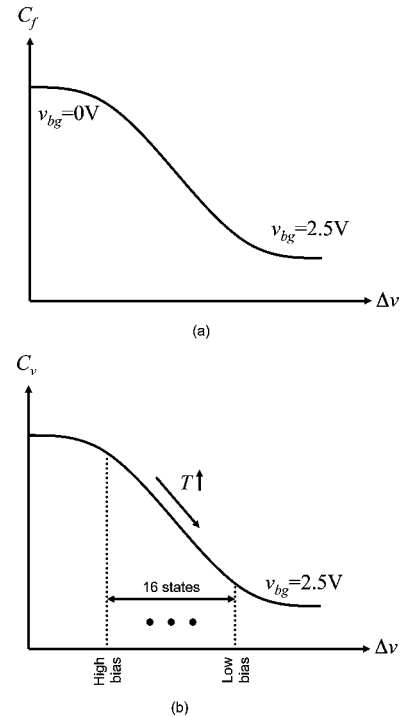 C_f
v_bg=0V
v_bg=2.5V
Δv
(a)
C_v
T↑
v_bg=2.5V
16 states
• • •
Δv
High
bias
Low
bias
(b)